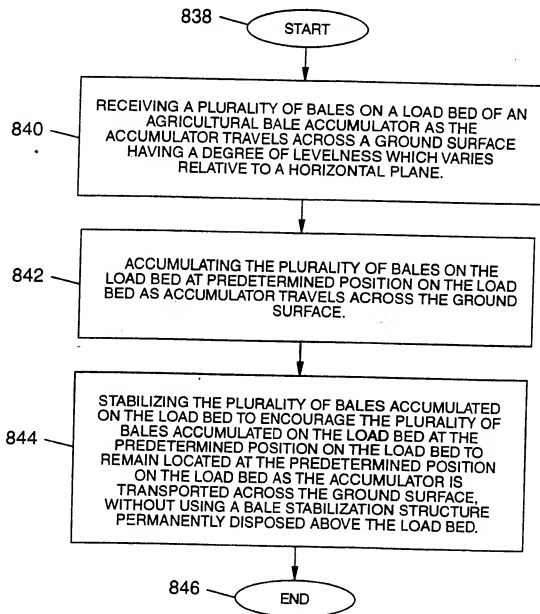 838
START
840
RECEIVING A PLURALITY OF BALES ON A LOAD BED OF AN
AGRICULTURAL BALE ACCUMULATOR AS THE
ACCUMULATOR TRAVELS ACROSS A GROUND SURFACE
HAVING A DEGREE OF LEVELNESS WHICH VARIES
RELATIVE TO A HORIZONTAL PLANE.
842
ACCUMULATING THE PLURALITY OF BALES ON THE
LOAD BED AT PREDETERMINED POSITION ON THE LOAD
BED AS ACCUMULATOR TRAVELS ACROSS THE GROUND
SURFACE.
844
STABILIZING THE PLURALITY OF BALES ACCUMULATED
ON THE LOAD BED TO ENCOURAGE THE PLURALITY OF
BALES ACCUMULATED ON THE LOAD BED AT THE
PREDETERMINED POSITION ON THE LOAD BED TO
REMAIN LOCATED AT THE PREDETERMINED POSITION
ON THE LOAD BED AS THE ACCUMULATOR IS
TRANSPORTED ACROSS THE GROUND SURFACE,
WITHOUT USING A BALE STABILIZATION STRUCTURE
PERMANENTLY DISPOSED ABOVE THE LOAD BED.
846
END